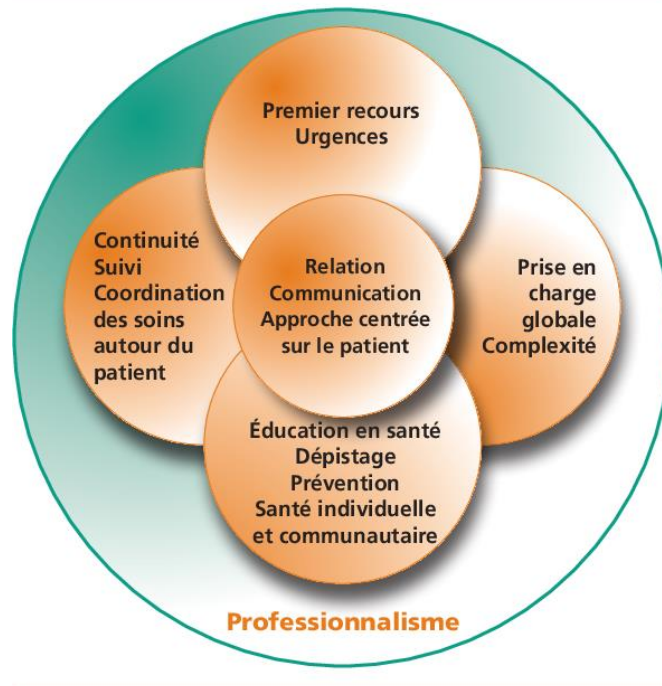 Premier recours
Urgences
Continuité
Suivi
Coordination
des soins
autour du
patient
Relation
Communication
Approche centrée
sur le patient
Prise en
charge
globale
Complexité
Éducation en santé
Dépistage
Prévention
Santé individuelle
et communautaire
Professionnalisme